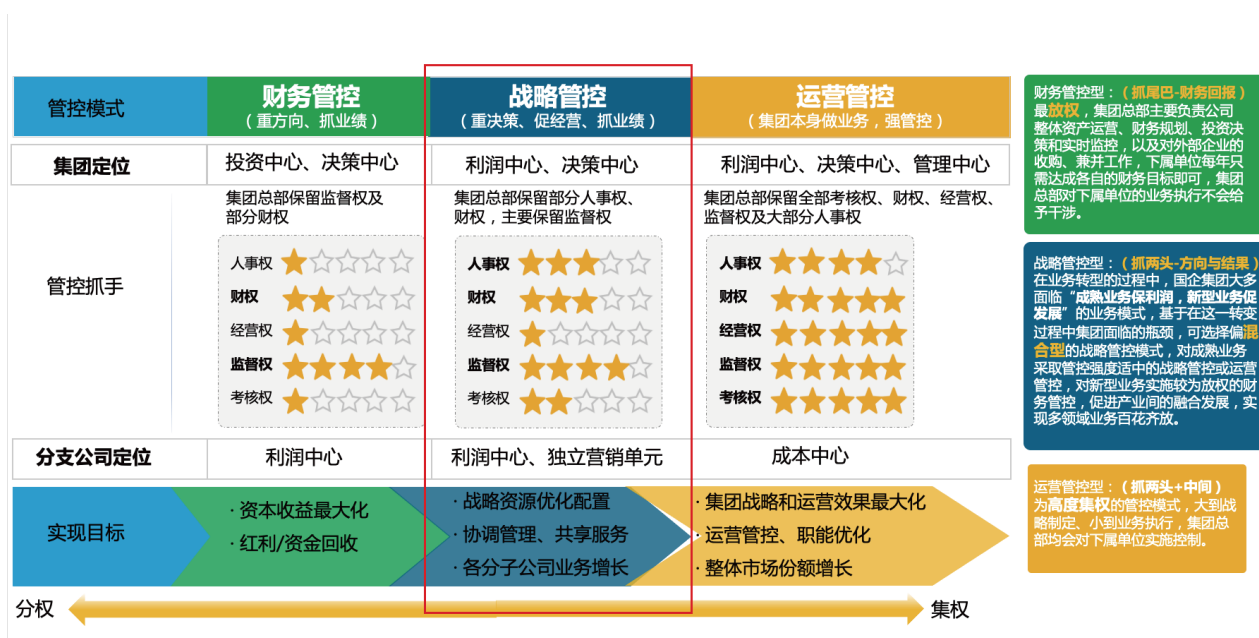 管控模式
财务管控
（重方向、抓业绩）
战略管控
（重决策、促经营、抓业绩）
运营管控
（集团本身做业务，强管控）
集团定位
投资中心、决策中心
利润中心、决策中心
利润中心、决策中心、管理中心
管控抓手
集团总部保留监督权及
部分财权
人事权
财权
经营权
监督权
考核权
集团总部保留部分人事权、
财权，主要保留监督权
人事权
财权
经营权
监督权
考核权
集团总部保留全部考核权、财权、经营权、
监督权及大部分人事权
人事权
财权
经营权
监督权
考核权
分支公司定位
利润中心
利润中心、独立营销单元
成本中心
实现目标
· 资本收益最大化
· 红利/资金回收
· 战略资源优化配置
· 协调管理、共享服务
· 各分子公司业务增长
· 集团战略和运营效果最大化
· 运营管控、职能优化
· 整体市场份额增长
分权
集权
财务管控型：（抓尾巴-财务回报）
最放权，集团总部主要负责公司
整体资产运营、财务规划、投资决
策和实时监控，以及对外部企业的
收购、兼并工作，下属单位每年只
需达成各自的财务目标即可，集团
总部对下属单位的业务执行不会给
予干涉。
战略管控型：（抓两头-方向与结果）
在业务转型的过程中，国企集团大多
面临“成熟业务保利润，新型业务促
发展”的业务模式，基于在这一转变
过程中集团面临的瓶颈，可选择偏混
合型的战略管控模式，对成熟业务
采取管控强度适中的战略管控或运营
管控，对新型业务实施较为放权的财
务管控，促进产业间的融合发展，实
现多领域业务百花齐放。
运营管控型：（抓两头+中间）
为高度集权的管控模式，大到战
略制定、小到业务执行，集团总
部均会对下属单位实施控制。